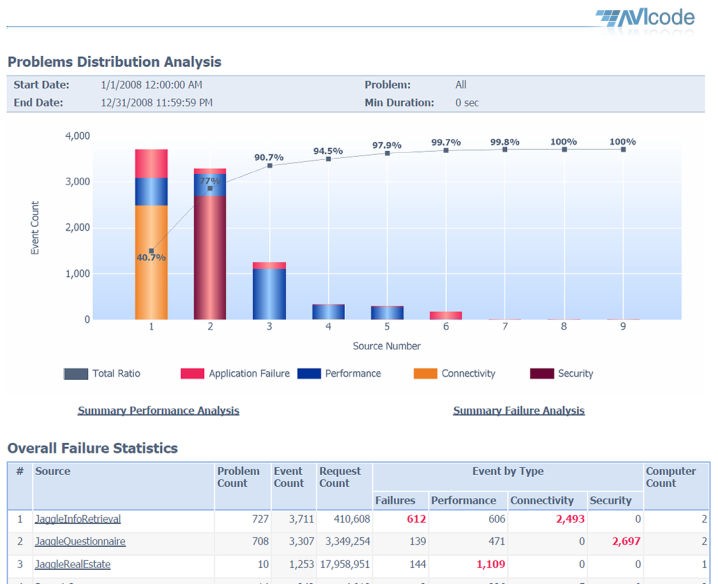 AVIcode
Problems Distribution Analysis
Start Date: 1/1/2008 12:00:00 AM Problem: All
End Date: 12/31/2008 11:59:59 PM Min Duration: 0 sec
4,000
3,000
2,000
1,000
0
Event Count
40.7%
77%
90.7%
94.5%
97.9%
99.7%
99.8%
100%
100%
1 2 3 4 5 6 7 8 9
Source Number
Total Ratio Application Failure Performance Connectivity Security
Summary Performance Analysis Summary Failure Analysis
Overall Failure Statistics
# Source Problem Count Event Count Request Count Event by Type Computer Count
Failures Performance Connectivity Security
1 JaggleInfoRetrieval 727 3,711 410,608 612 606 2,493 0 2
2 JaggleQuestionnaire 708 3,307 3,349,254 139 471 0 2,697 2
3 JaggleRealEstate 10 1,253 17,958,951 144 1,109 0 0 1